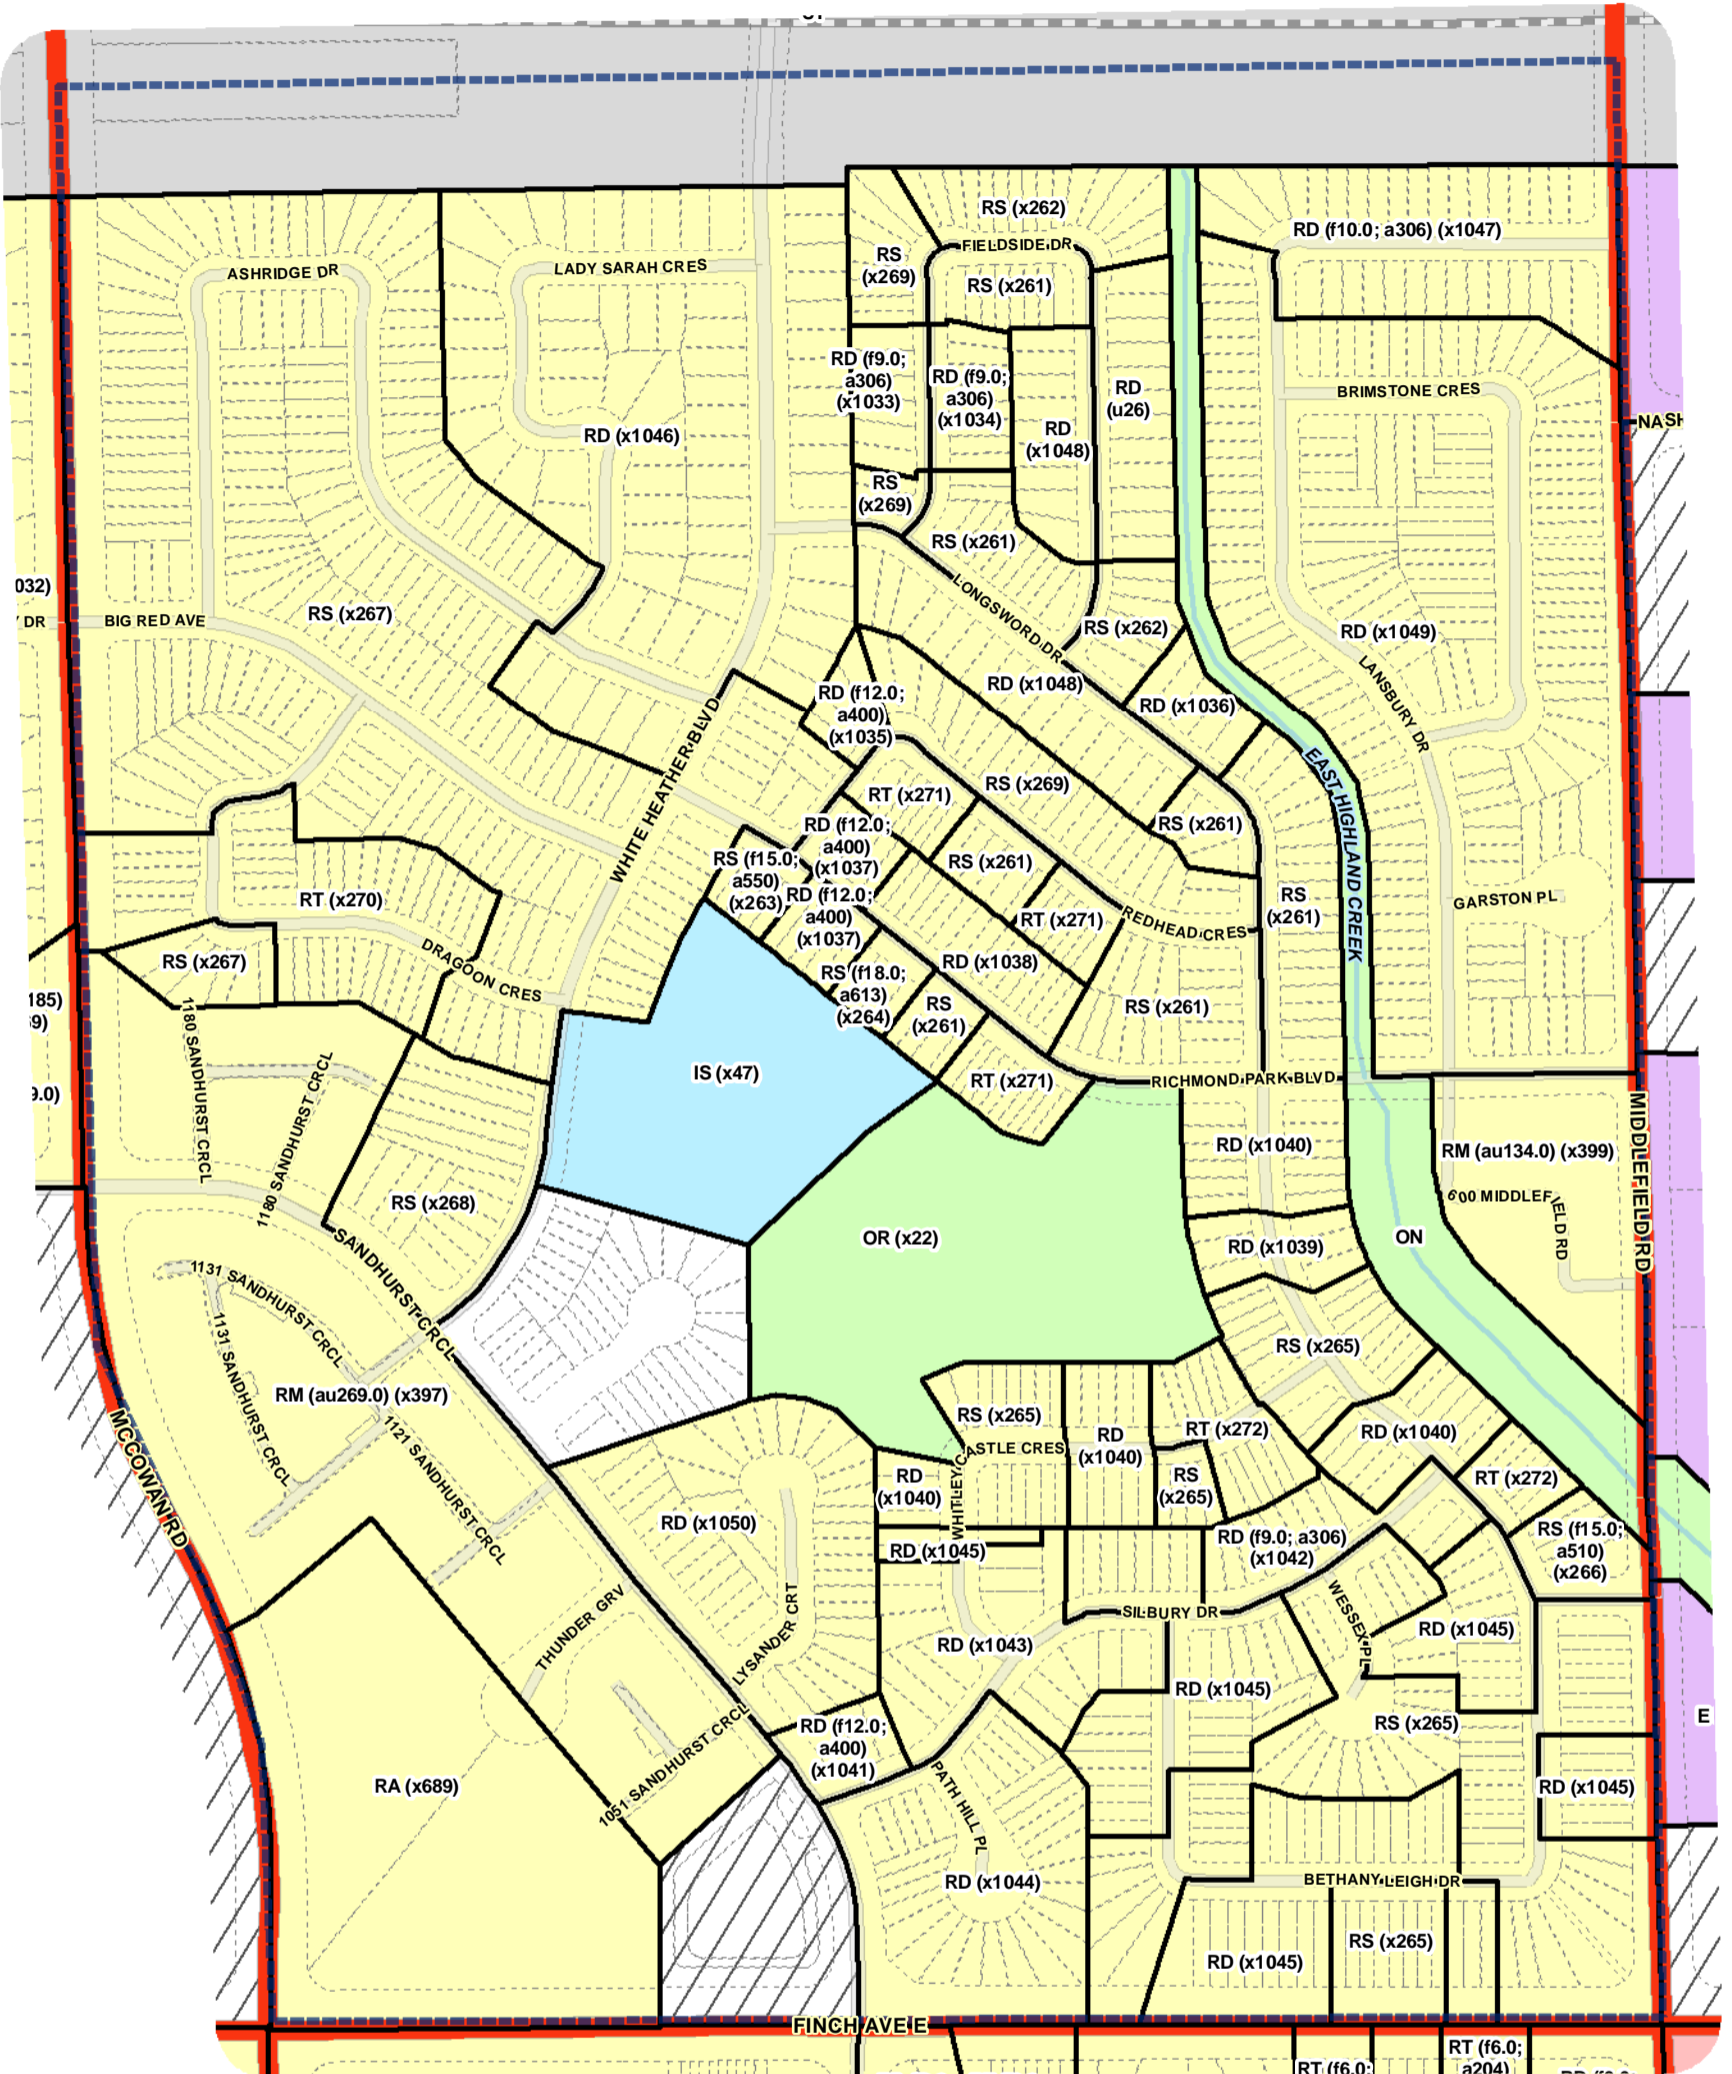 RS (x262)
RD (f10.0; a306) (x1047)
FIELDSIDE DR
RS
(x269)
ASHRIDGE DR
LADY SARAH CRES
RS (x261)
RD (f9.0;
a306)
(x1033)
RD (f9.0;
a306)
(x1034)
RD
(u26)
BRIMSTONE CRES
NASH
RD (x1046)
RD
(x1048)
RS
(x269)
RS (x261)
032)
DR
BIG RED AVE
RS (x267)
LONGSWORD DR
RS (x262)
RD (x1049)
LANSBURY DR
RD (x1048)
RD (f12.0;
a400)
(x1035)
RD (x1036)
WHITE HEATHER BLVD
EAST HIGHLAND CREEK
RT (x271)
RS (x269)
RD (f12.0;
a400)
(x1037)
RS (x261)
RS (f15.0;
a550)
(x263)
RS (x261)
RD (f12.0;
a400)
(x1037)
RT (x270)
RT (x271)
REDHEAD CRES
RS
(x261)
GARSTON PL
DRAGOON CRES
RS (x267)
RD (x1038)
RS (f18.0;
a613)
(x264)
RS
(x261)
RS (x261)
185)
9)
1180 SANDHURST CRCL
1180 SANDHURST CRCL
IS (x47)
RT (x271)
RICHMOND PARK BLVD
9.0)
MIDDLEFIELD RD
RD (x1040)
RM (au134.0) (x399)
600 MIDDLEFIELD RD
RS (x268)
OR (x22)
ON
RD (x1039)
SANDHURST CRCL
1131 SANDHURST CRCL
1131 SANDHURST CRCL
RS (x265)
RM (au269.0) (x397)
MCCOWAN RD
1121 SANDHURST CRCL
RS (x265)
RD
(x1040)
RT (x272)
RD (x1040)
WHITLEY CASTLE CRES
RD
(x1040)
RS
(x265)
RT (x272)
RD (x1050)
RD (x1045)
RD (f9.0; a306)
(x1042)
RS (f15.0;
a510)
(x266)
THUNDER GRV
LYSANDER CRT
SILBURY DR
WESSEX PL
RD (x1043)
RD (x1045)
RD (x1045)
RS (x265)
E
RD (f12.0;
a400)
(x1041)
1051 SANDHURST CRCL
PATH HILL PL
RA (x689)
RD (x1045)
RD (x1044)
BETHANY LEIGH DR
RS (x265)
RD (x1045)
FINCH AVE E
RT (f6.0;
RT (f6.0;
a204)